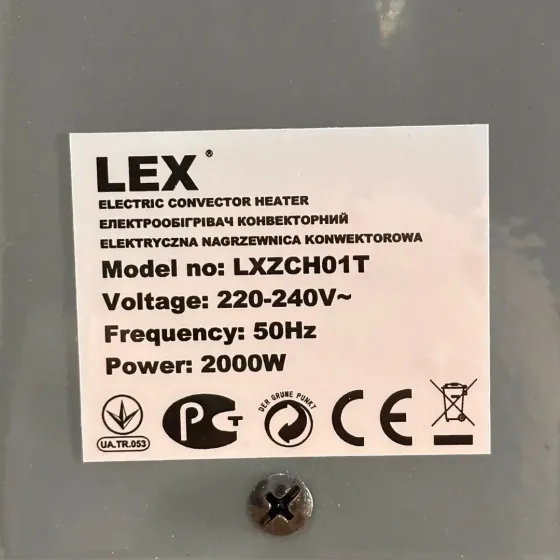 LEX®
ELECTRIC CONVECTOR HEATER
ЕЛЕКТРООБІГРІВАЧ КОНВЕКТОРНИЙ
ELEKTRYCZNA NAGRZEWNICA KONWEKTOROWA
Model no: LXZCH01T
Voltage: 220-240V~
Frequency: 50Hz
Power: 2000W
UA.TR.053
РСТ
DER GRÜNE PUNKT
CE